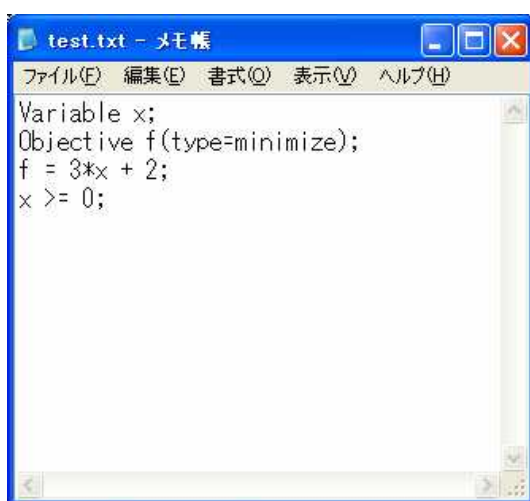 test.txt - メモ帳
ファイル(F) 編集(E) 書式(O) 表示(V) ヘルプ(H)
Variable x;
Objective f(type=minimize);
f = 3*x + 2;
x >= 0;